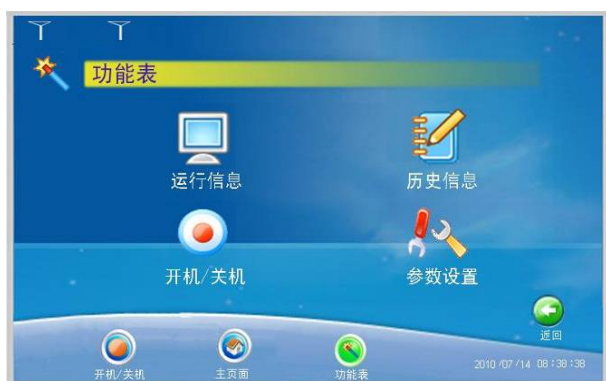 功能表
运行信息 历史信息
开机/关机 参数设置
返回
开机/关机 主页面 功能表 2010/07/14 08:38:38